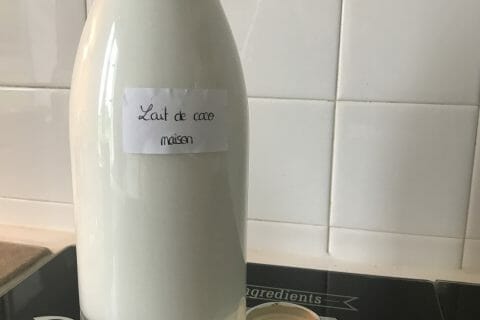 Lait de coco
maison
ingredients